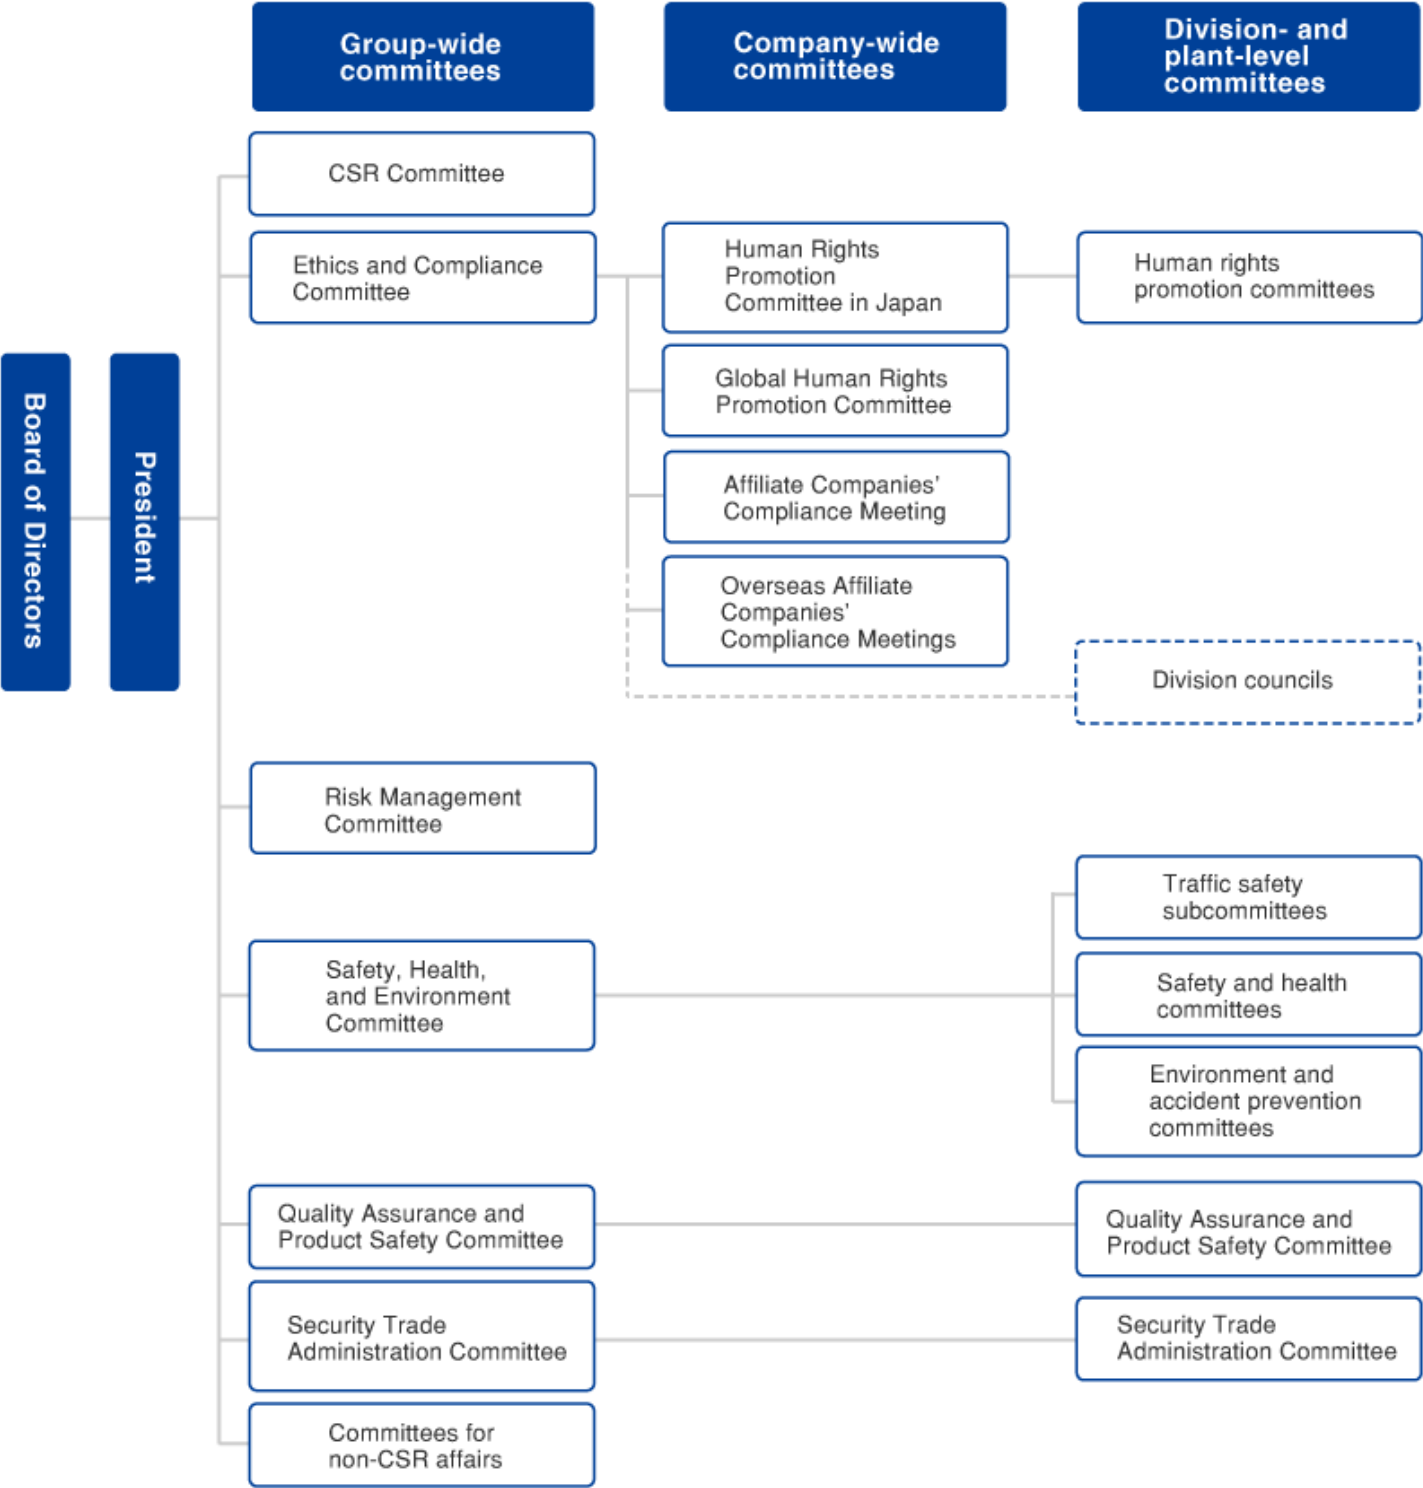 Group-wide
committees
Company-wide
committees
Division- and
plant-level
committees
Board of Directors
President
CSR Committee
Ethics and Compliance
Committee
Human Rights
Promotion
Committee in Japan
Human rights
promotion committees
Global Human Rights
Promotion Committee
Affiliate Companies’
Compliance Meeting
Overseas Affiliate
Companies’
Compliance Meetings
Division councils
Risk Management
Committee
Safety, Health,
and Environment
Committee
Traffic safety
subcommittees
Safety and health
committees
Environment and
accident prevention
committees
Quality Assurance and
Product Safety Committee
Quality Assurance and
Product Safety Committee
Security Trade
Administration Committee
Security Trade
Administration Committee
Committees for
non-CSR affairs